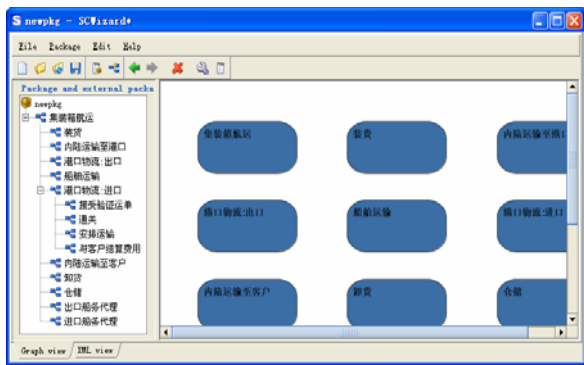 S newpkg - SCWizard*
File Package Edit Help
Package and external packa
newpkg
集装箱航运
装货
内陆运输至港口
港口物流:出口
船舶运输
港口物流:进口
接受验证运单
通关
安排运输
与客户结算费用
内陆运输至客户
卸货
仓储
出口船务代理
进口船务代理
集装箱航运 装货 内陆运输至港口
港口物流:出口 船舶运输 港口物流:进口
内陆运输至客户 卸货 仓储
Graph view XML view